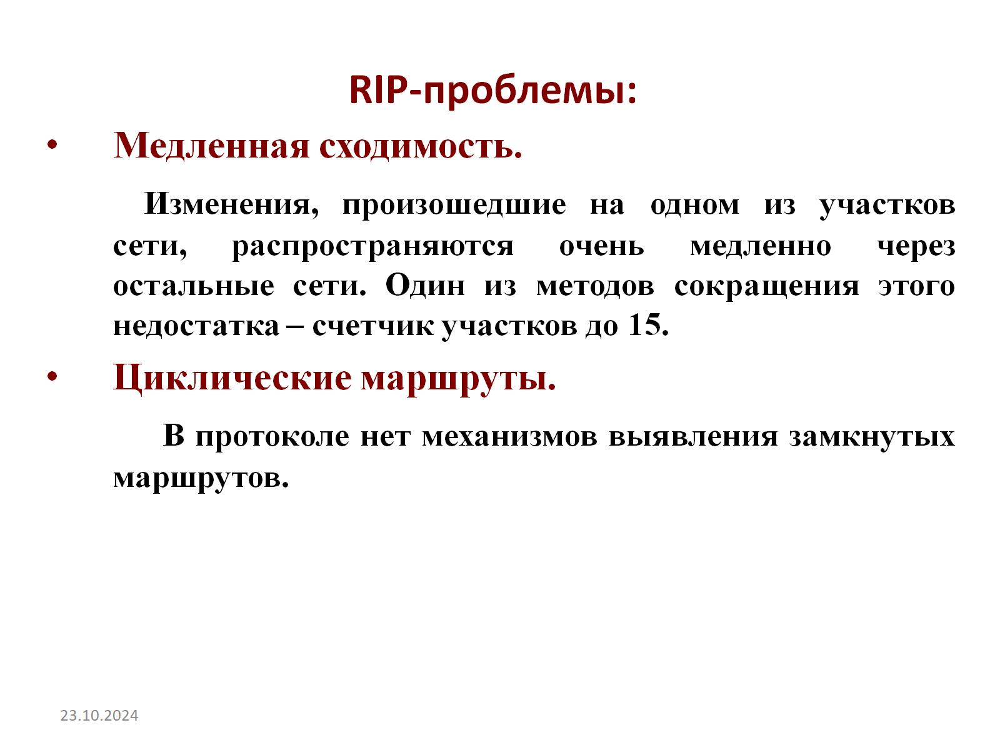 RIP-проблемы:
• Медленная сходимость.
Изменения, произошедшие на одном из участков
сети, распространяются очень медленно через
остальные сети. Один из методов сокращения этого
недостатка – счетчик участков до 15.
• Циклические маршруты.
В протоколе нет механизмов выявления замкнутых
маршрутов.
23.10.2024